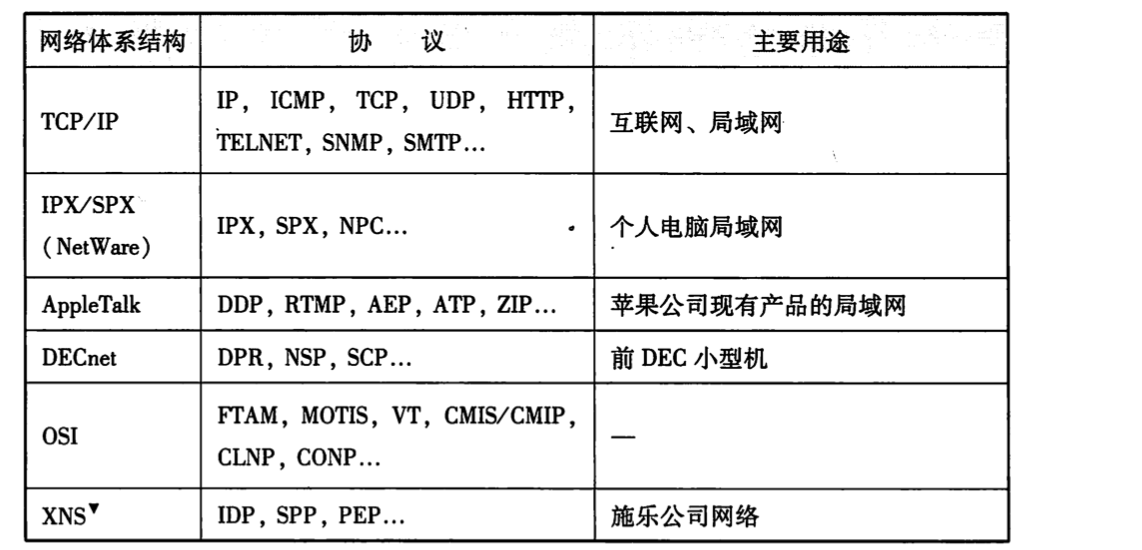 网络体系结构 协 议 主要用途
TCP/IP
IP, ICMP, TCP, UDP, HTTP,
TELNET, SNMP, SMTP...
互联网、局域网
IPX/SPX
(NetWare)
IPX, SPX, NPC...
个人电脑局域网
AppleTalk
DDP, RTMP, AEP, ATP, ZIP...
苹果公司现有产品的局域网
DECnet
DPR, NSP, SCP...
前 DEC 小型机
OSI
FTAM, MOTIS, VT, CMIS/CMIP,
CLNP, CONP...
—
XNS▼
IDP, SPP, PEP...
施乐公司网络